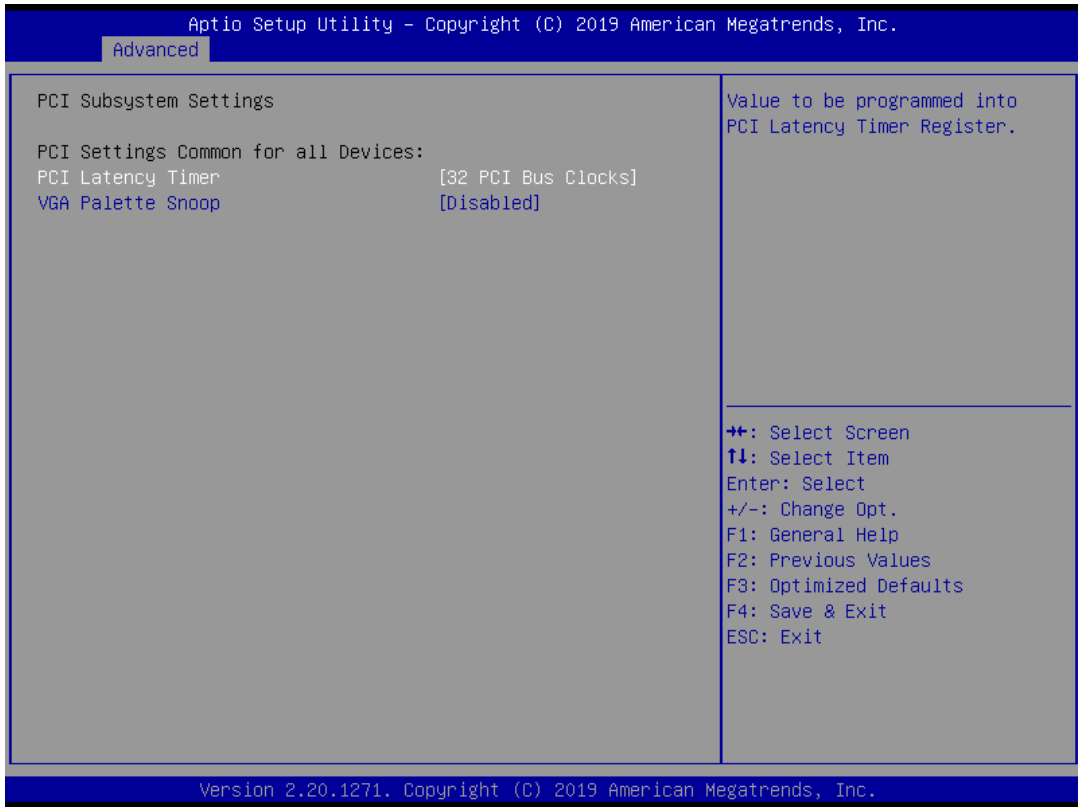 Aptio Setup Utility – Copyright (C) 2019 American Megatrends, Inc.
Advanced
PCI Subsystem Settings
PCI Settings Common for all Devices:
PCI Latency Timer [32 PCI Bus Clocks]
VGA Palette Snoop [Disabled]
Value to be programmed into
PCI Latency Timer Register.
→←: Select Screen
↑↓: Select Item
Enter: Select
+/-: Change Opt.
F1: General Help
F2: Previous Values
F3: Optimized Defaults
F4: Save & Exit
ESC: Exit
Version 2.20.1271. Copyright (C) 2019 American Megatrends, Inc.